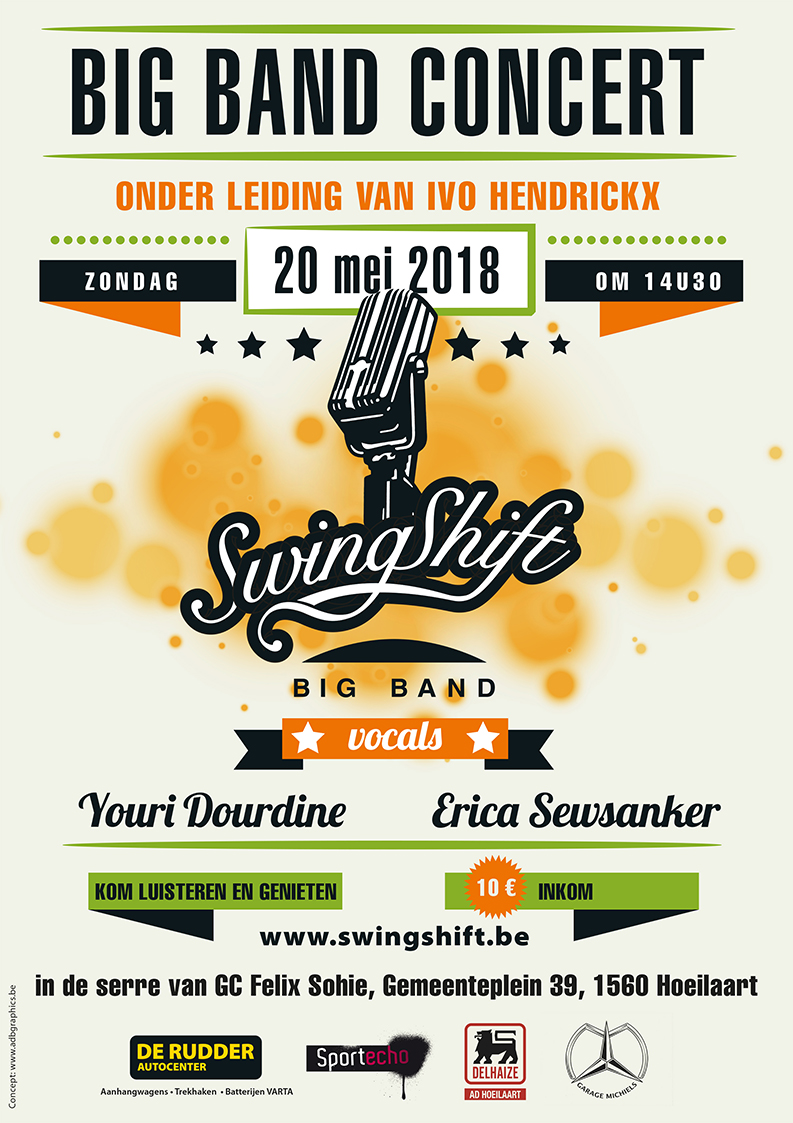 BIG BAND CONCERT
ONDER LEIDING VAN IVO HENDRICKX
ZONDAG
20 mei 2018
OM 14U30
SwingShift
BIG BAND
vocals
Youri Dourdine
Erica Sewsanker
KOM LUISTEREN EN GENIETEN
10 € INKOM
www.swingshift.be
in de serre van GC Felix Sohie, Gemeenteplein 39, 1560 Hoeilaart
DE RUDDER
AUTOCENTER
Aanhangwagens • Trekhaken • Batterijen VARTA
Sportecho
DELHAIZE
AD HOEILAART
GARAGE MICHIELS
Concept: www.adbgraphics.be